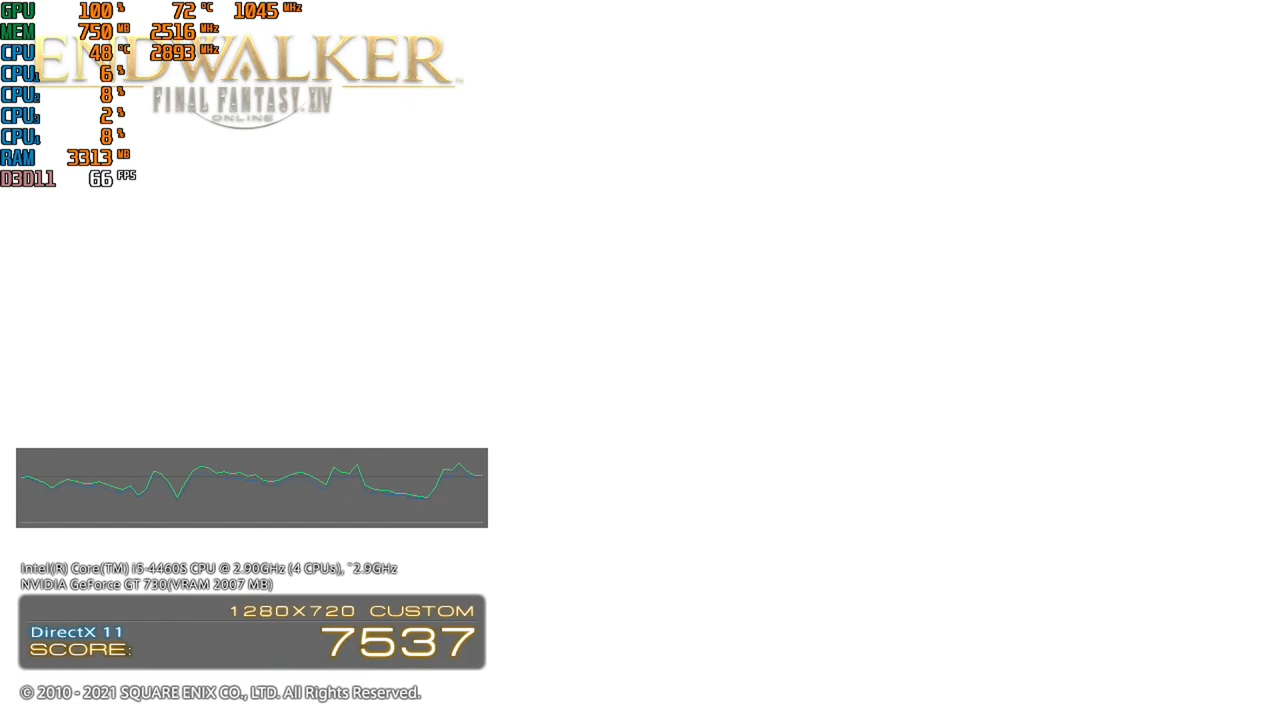 GPU 100 % 72 °C 1045 MHz
MEM 750 MB 2516 MHz
CPU 48 °C 2893 MHz
CPU1 6 %
CPU2 8 %
CPU3 2 %
CPU4 8 %
RAM 3313 MB
D3D11 66 FPS
ENDWALKER
FINAL FANTASY XIV
ONLINE
Intel(R) Core(TM) i5-4460S CPU @ 2.90GHz (4 CPUs), ~2.9GHz
NVIDIA GeForce GT 730(VRAM 2007 MB)
1280X720 CUSTOM
DirectX 11
SCORE: 7537
© 2010 - 2021 SQUARE ENIX CO., LTD. All Rights Reserved.